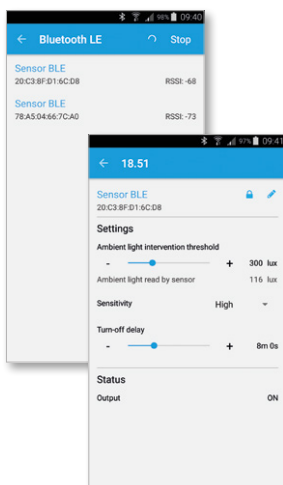 98% 09:40
← Bluetooth LE Stop
Sensor BLE
20:C3:8F:D1:6C:D8 RSSI: -68
Sensor BLE
78:A5:04:66:7C:A0 RSSI: -73
97% 09:41
← 18.51
Sensor BLE
20:C3:8F:D1:6C:D8
Settings
Ambient light intervention threshold
- + 300 lux
Ambient light read by sensor 116 lux
Sensitivity High
Turn-off delay
- + 8m 0s
Status
Output ON